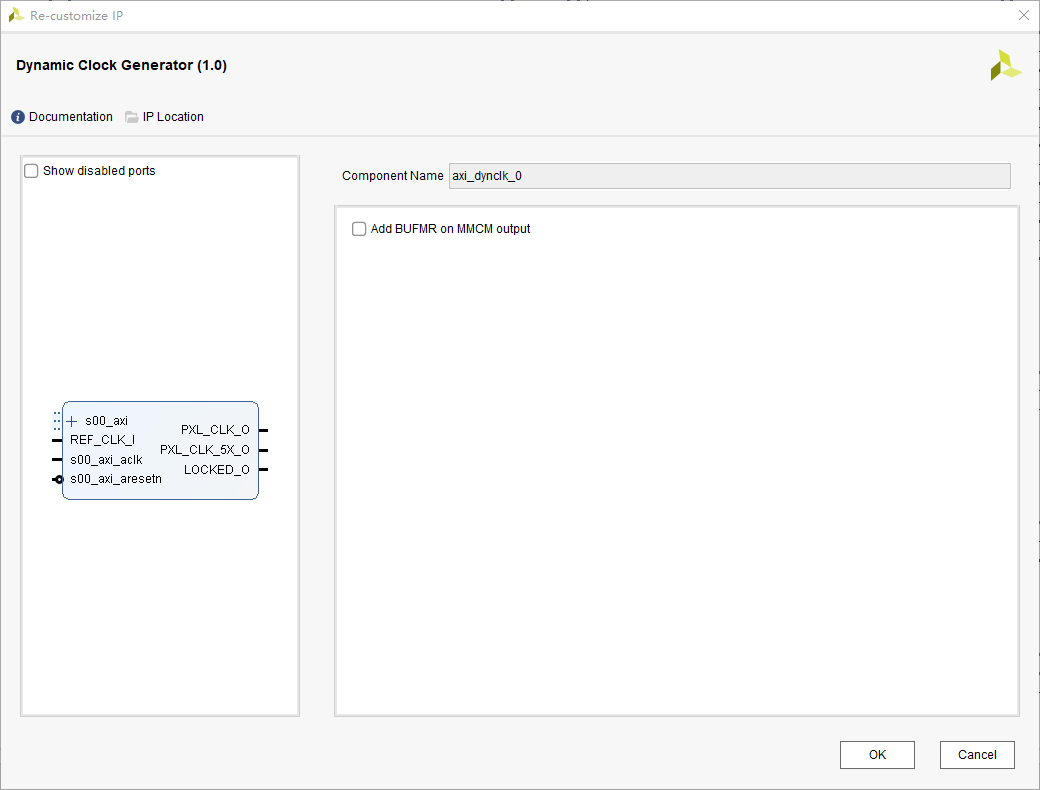 Re-customize IP
Dynamic Clock Generator (1.0)
Documentation IP Location
Show disabled ports
s00_axi
REF_CLK_I
s00_axi_aclk
s00_axi_aresetn
PXL_CLK_O
PXL_CLK_5X_O
LOCKED_O
Component Name axi_dynclk_0
Add BUFMR on MMCM output
OK Cancel